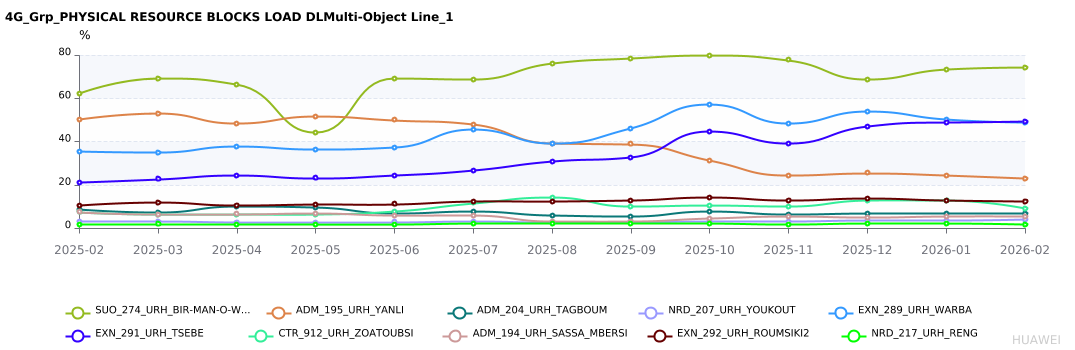 4G_Grp_PHYSICAL RESOURCE BLOCKS LOAD DLMulti-Object Line_1
%
80
60
40
20
0
2025-02 2025-03 2025-04 2025-05 2025-06 2025-07 2025-08 2025-09 2025-10 2025-11 2025-12 2026-01 2026-02
SUO_274_URH_BIR-MAN-O-W... ADM_195_URH_YANLI ADM_204_URH_TAGBOUM NRD_207_URH_YOUKOUT EXN_289_URH_WARBA
EXN_291_URH_TSEBE CTR_912_URH_ZOATOUBSI ADM_194_URH_SASSA_MBERSI EXN_292_URH_ROUMSIKI2 NRD_217_URH_RENG
HUAWEI